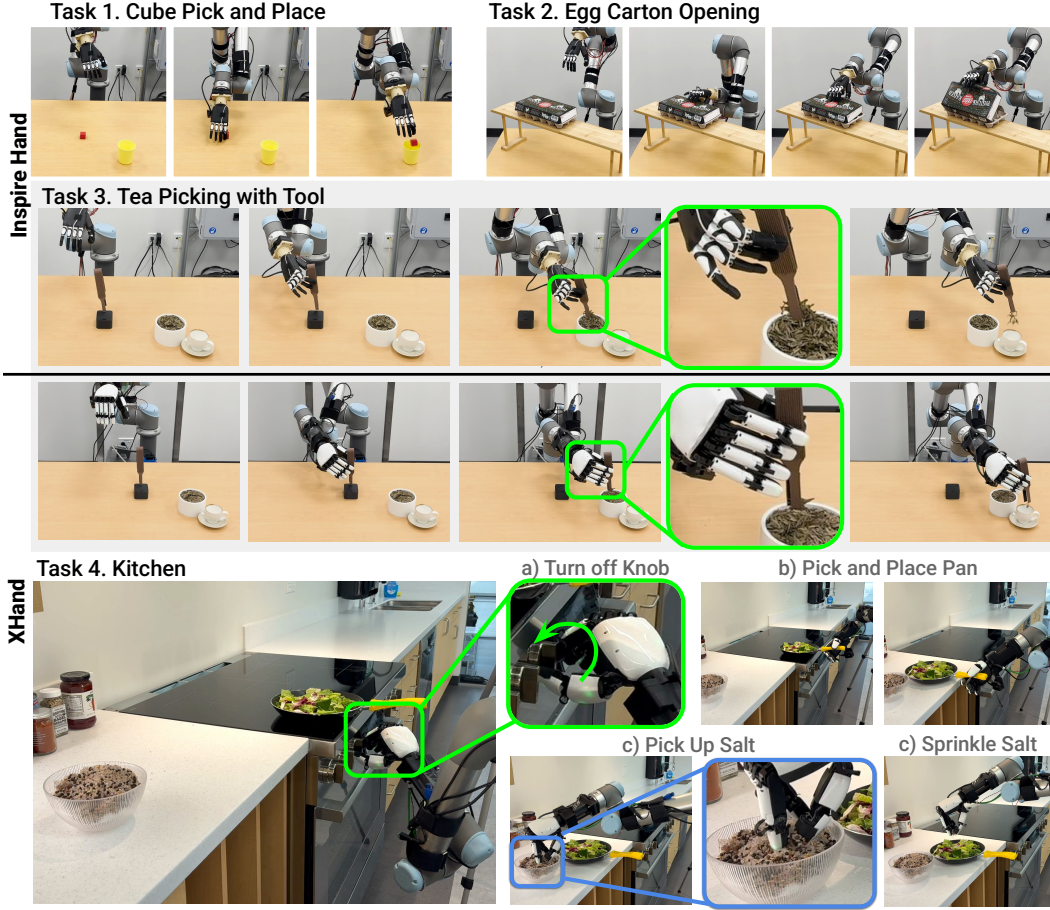 Task 1. Cube Pick and Place
Task 2. Egg Carton Opening
Inspire Hand
Task 3. Tea Picking with Tool
XHand
Task 4. Kitchen
a) Turn off Knob
b) Pick and Place Pan
c) Pick Up Salt
c) Sprinkle Salt